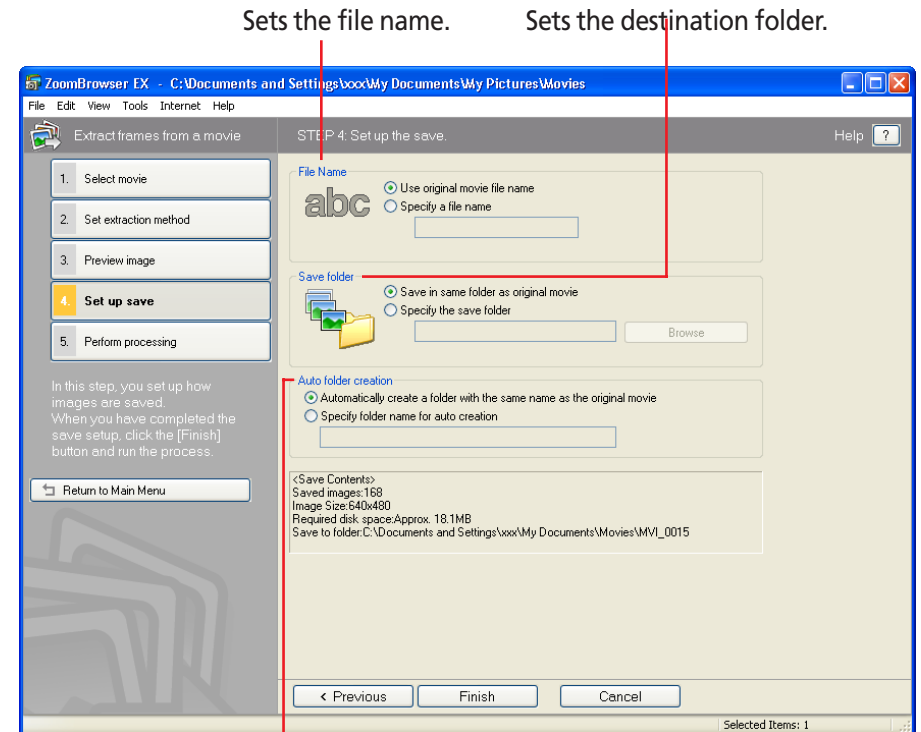 Sets the file name.
Sets the destination folder.
ZoomBrowser EX - C:\Documents and Settings\xxx\My Documents\My Pictures\Movies
File Edit View Tools Internet Help
Extract frames from a movie
STEP 4: Set up the save.
Help ?
1. Select movie
2. Set extraction method
3. Preview image
4. Set up save
5. Perform processing
In this step, you set up how
images are saved.
When you have completed the
save setup, click the [Finish]
button and run the process.
Return to Main Menu
File Name
abc
Use original movie file name
Specify a file name
Save folder
Save in same folder as original movie
Specify the save folder
Browse
Auto folder creation
Automatically create a folder with the same name as the original movie
Specify folder name for auto creation
<Save Contents>
Saved images:168
Image Size:640x480
Required disk space:Approx. 18.1MB
Save to folder:C:\Documents and Settings\xxx\My Documents\Movies\MVI_0015
< Previous
Finish
Cancel
Selected Items: 1